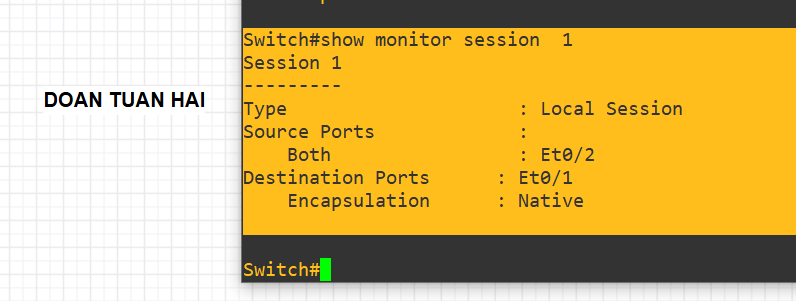 Switch#show monitor session  1
Session 1
---------
Type                     : Local Session
Source Ports             :
    Both                 : Et0/2
Destination Ports      : Et0/1
    Encapsulation      : Native
DOAN TUAN HAI
Switch#